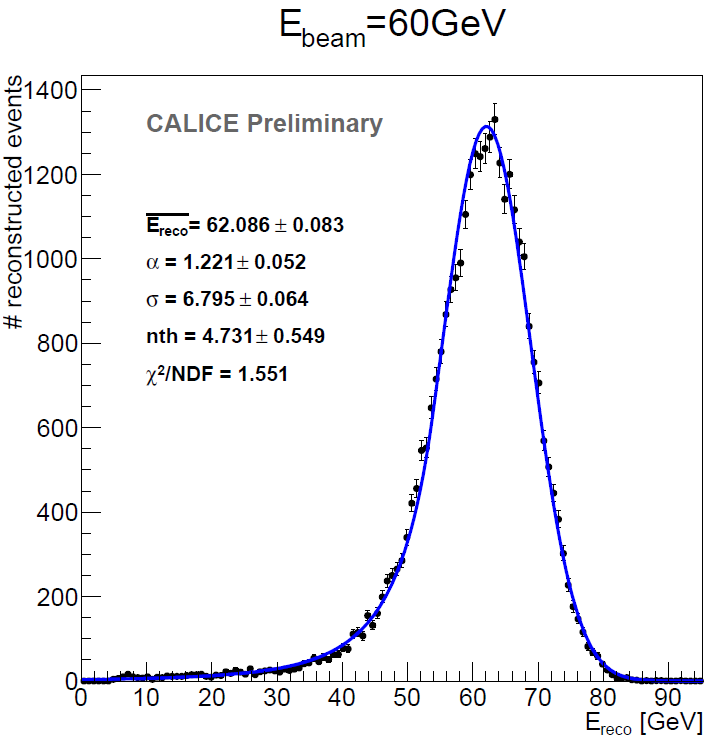 E_beam=60GeV
# reconstructed events
1400
1200
1000
800
600
400
200
0
CALICE Preliminary
E_reco= 62.086 ± 0.083
α = 1.221± 0.052
σ = 6.795 ± 0.064
nth = 4.731± 0.549
χ²/NDF = 1.551
0 10 20 30 40 50 60 70 80 90
E_reco [GeV]